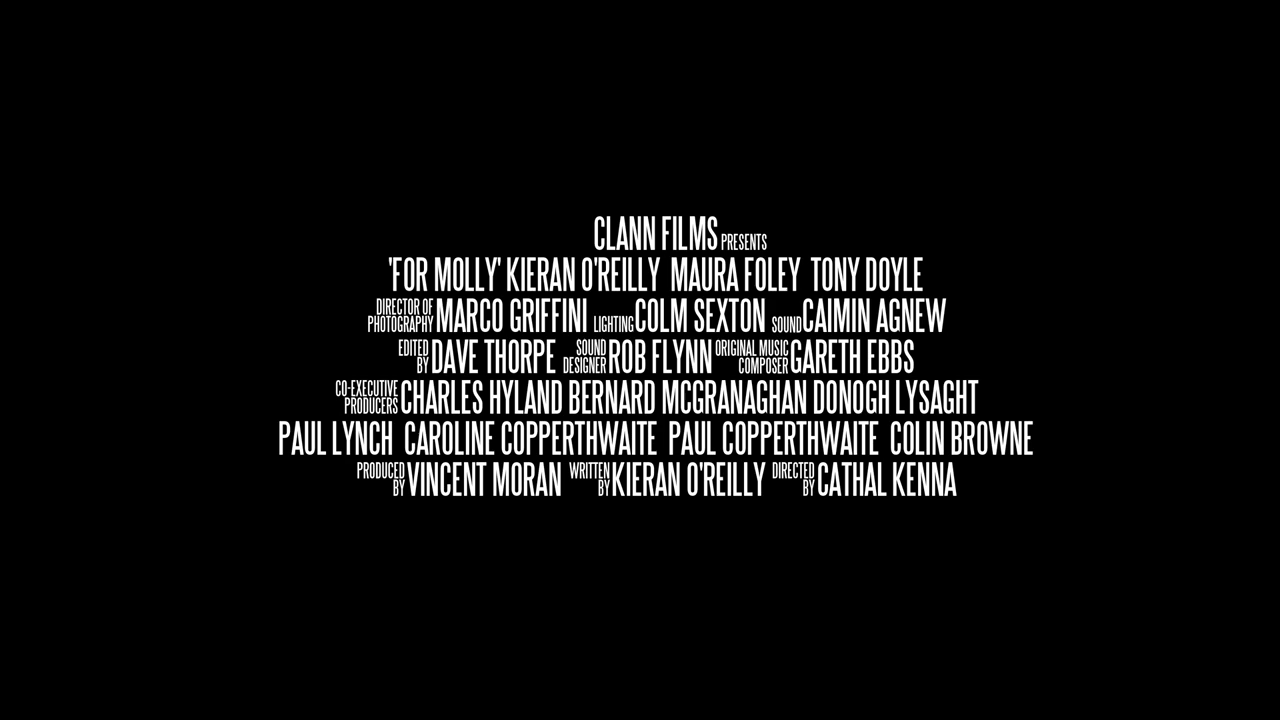 CLANN FILMS PRESENTS
'FOR MOLLY' KIERAN O'REILLY MAURA FOLEY TONY DOYLE
DIRECTOR OF PHOTOGRAPHY MARCO GRIFFINI LIGHTING COLM SEXTON SOUND CAIMIN AGNEW
EDITED BY DAVE THORPE SOUND DESIGNER ROB FLYNN ORIGINAL MUSIC COMPOSER GARETH EBBS
CO-EXECUTIVE PRODUCERS CHARLES HYLAND BERNARD MCGRANAGHAN DONOGH LYSAGHT
PAUL LYNCH CAROLINE COPPERTHWAITE PAUL COPPERTHWAITE COLIN BROWNE
PRODUCED BY VINCENT MORAN WRITTEN BY KIERAN O'REILLY DIRECTED BY CATHAL KENNA